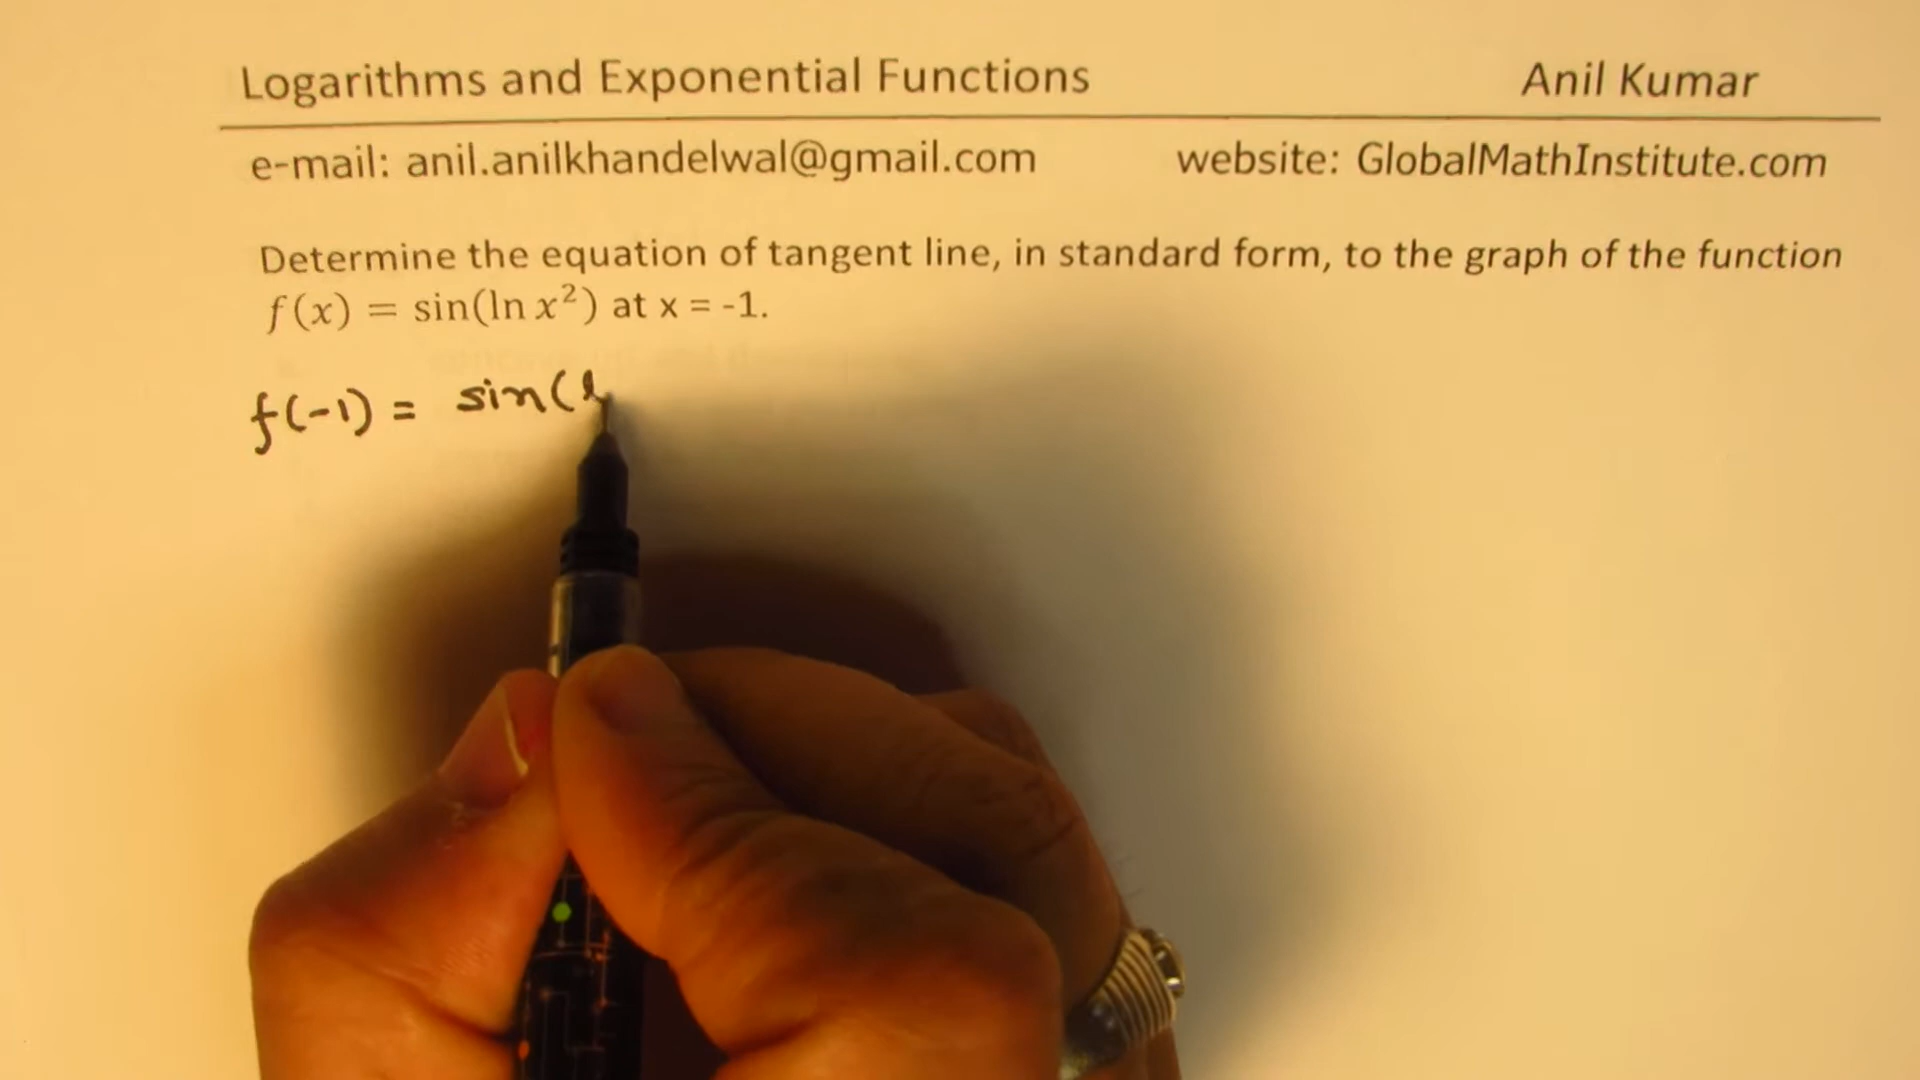 Logarithms and Exponential Functions Anil Kumar
e-mail: anil.anilkhandelwal@gmail.com website: GlobalMathInstitute.com
Determine the equation of tangent line, in standard form, to the graph of the function
f(x) = sin(ln x²) at x = -1.
f(-1) = sin(l